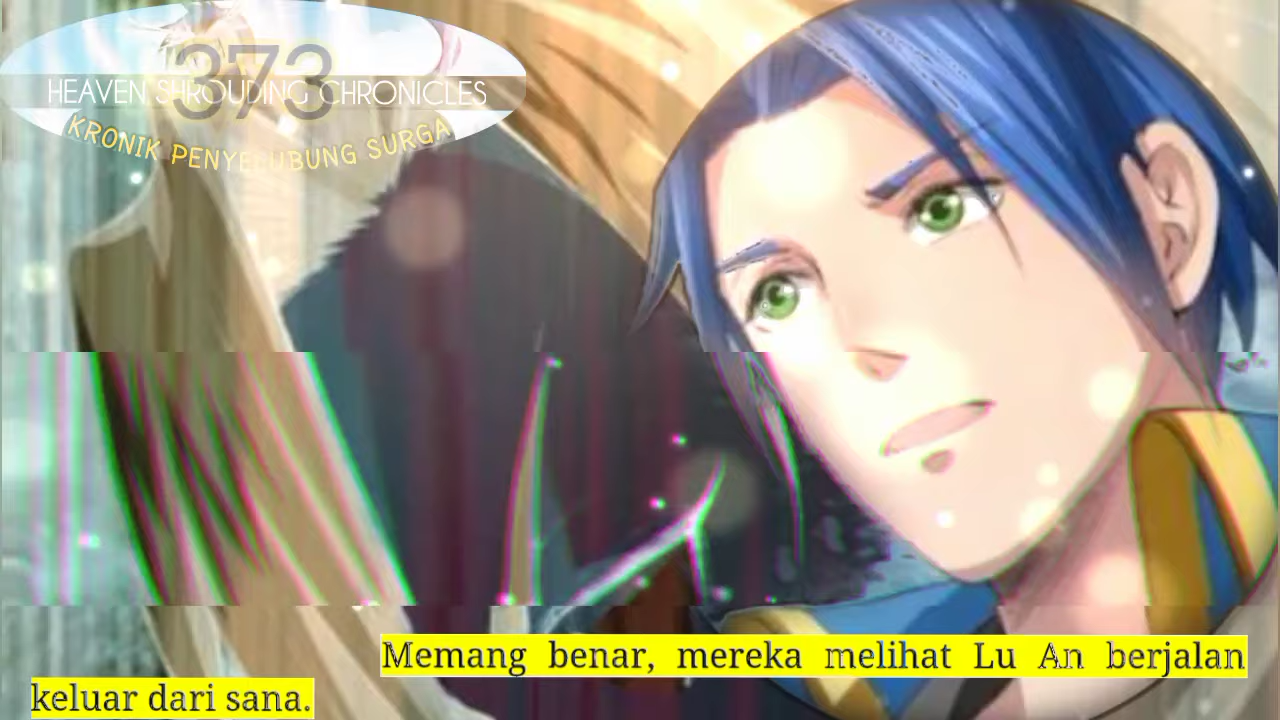 373
HEAVEN SHROUDING CHRONICLES
KRONIK PENYELUBUNG SURGA
Memang benar, mereka melihat Lu An berjalan
keluar dari sana.